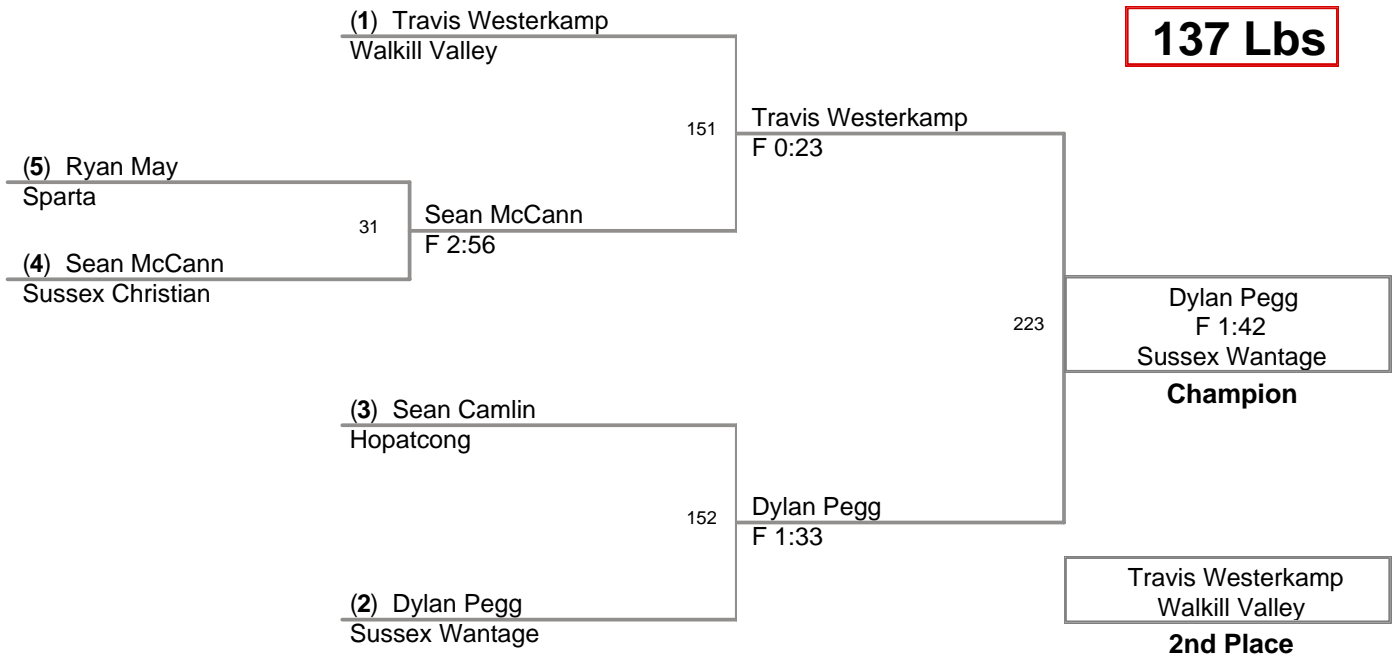 (1) Travis Westerkamp
Walkill Valley
137 Lbs
151
Travis Westerkamp
F 0:23
(5) Ryan May
Sparta
31
Sean McCann
F 2:56
(4) Sean McCann
Sussex Christian
223
Dylan Pegg
F 1:42
Sussex Wantage
Champion
(3) Sean Camlin
Hopatcong
152
Dylan Pegg
F 1:33
(2) Dylan Pegg
Sussex Wantage
Travis Westerkamp
Walkill Valley
2nd Place